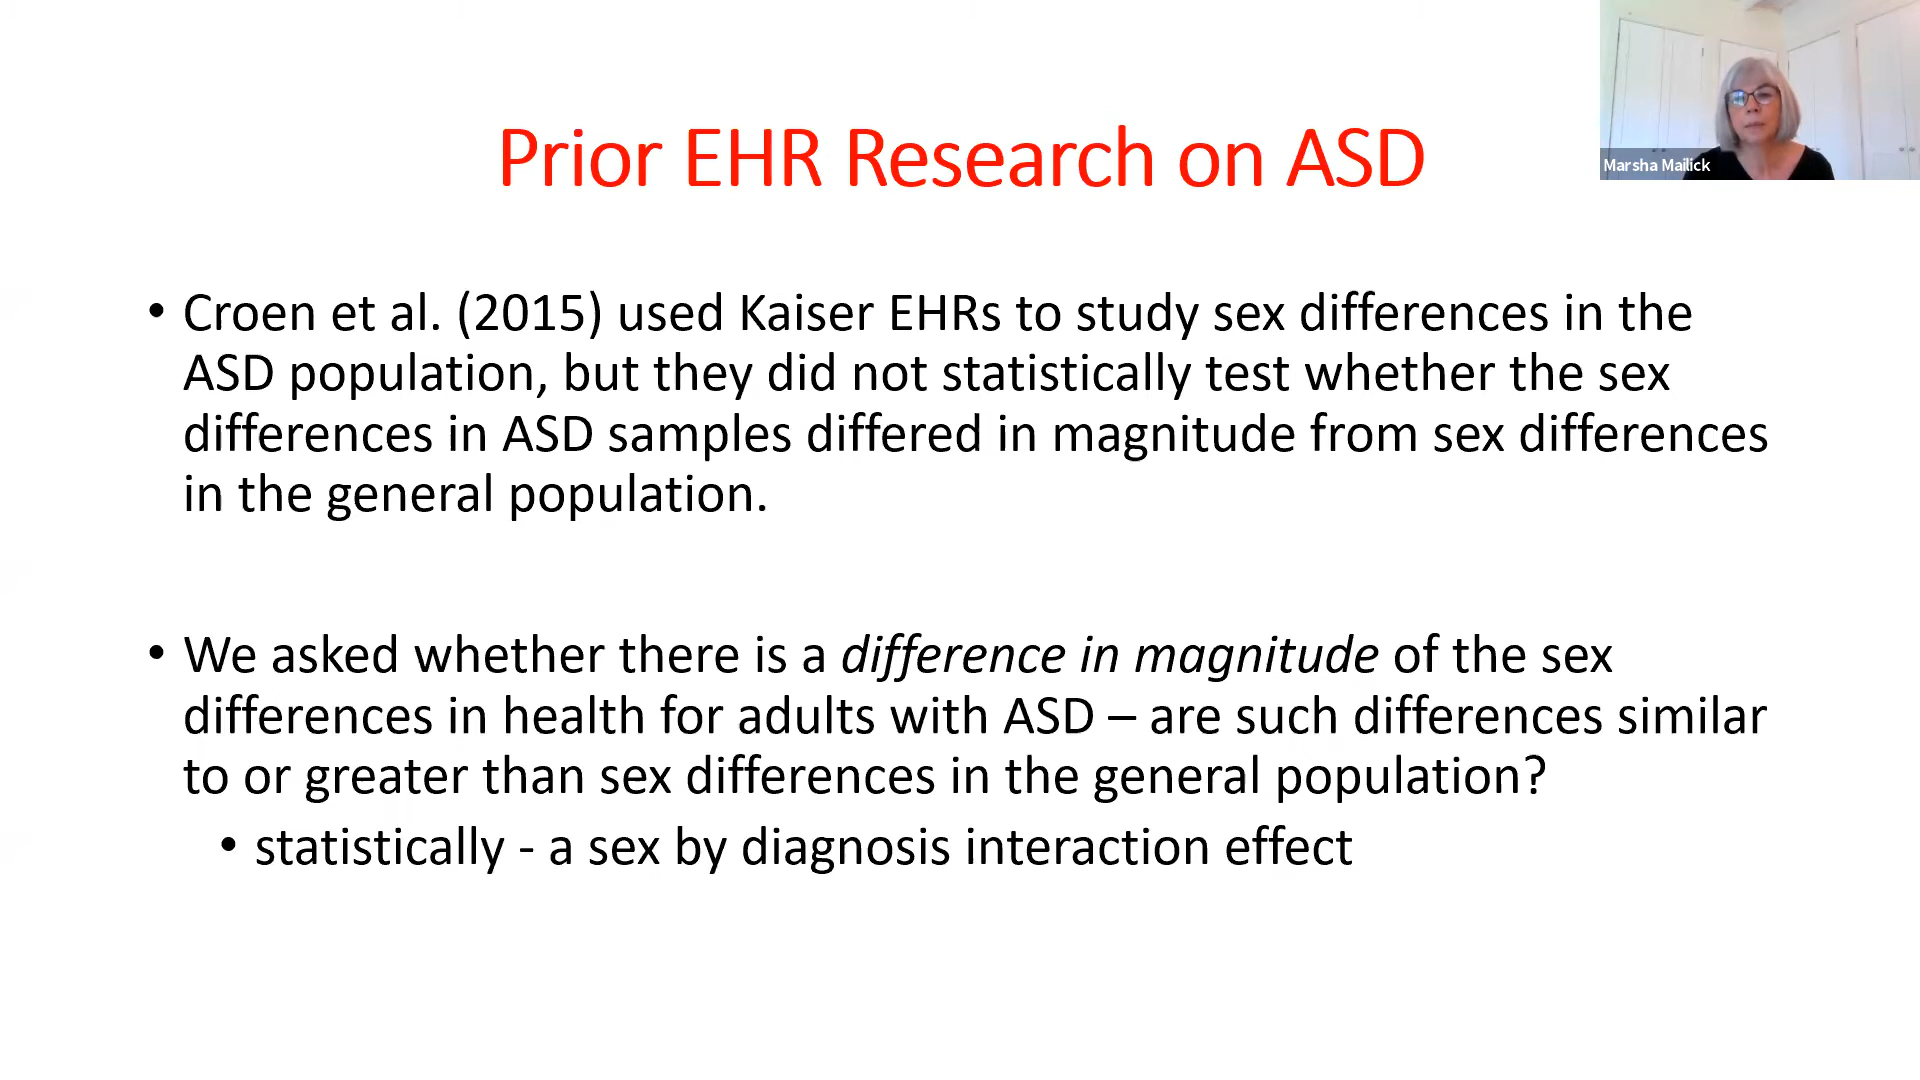 Marsha Mailick
Prior EHR Research on ASD
• Croen et al. (2015) used Kaiser EHRs to study sex differences in the
ASD population, but they did not statistically test whether the sex
differences in ASD samples differed in magnitude from sex differences
in the general population.
• We asked whether there is a difference in magnitude of the sex
differences in health for adults with ASD – are such differences similar
to or greater than sex differences in the general population?
• statistically - a sex by diagnosis interaction effect